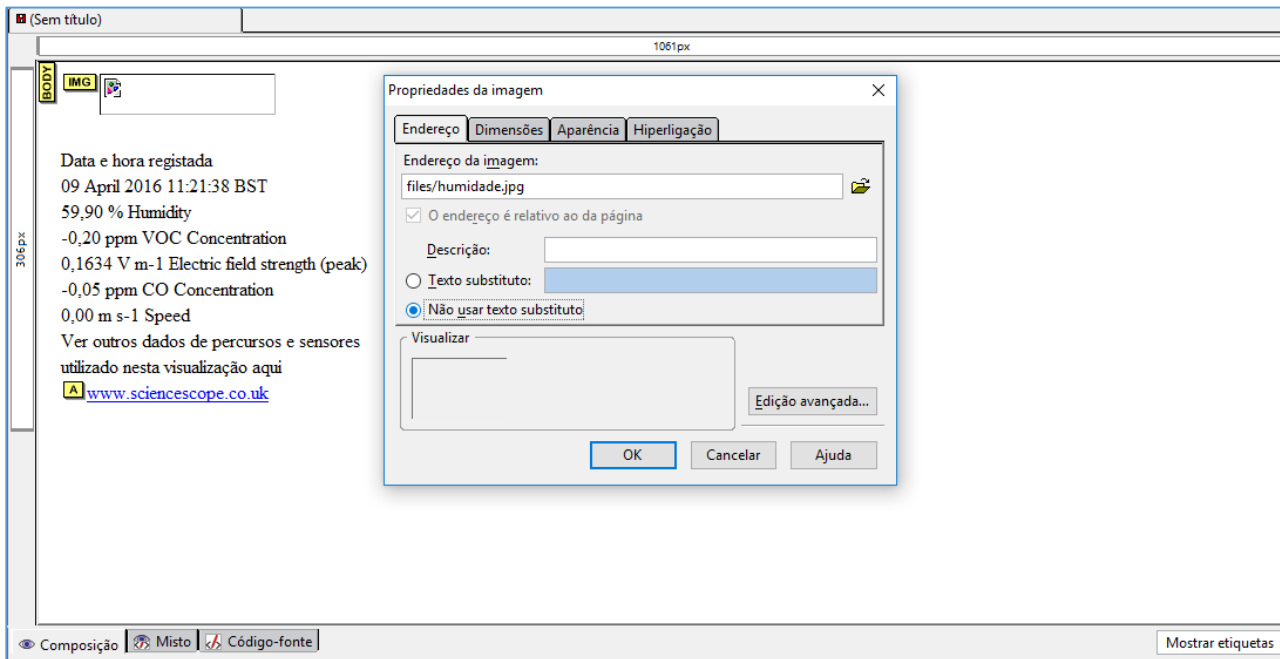 (Sem título)
1061px
306px
BODY
IMG
Data e hora registada
09 April 2016 11:21:38 BST
59,90 % Humidity
-0,20 ppm VOC Concentration
0,1634 V m-1 Electric field strength (peak)
-0,05 ppm CO Concentration
0,00 m s-1 Speed
Ver outros dados de percursos e sensores
utilizado nesta visualização aqui
A www.sciencescope.co.uk
Propriedades da imagem
Endereço Dimensões Aparência Hiperligação
Endereço da imagem:
files/humidade.jpg
O endereço é relativo ao da página
Descrição:
Texto substituto:
Não usar texto substituto
Visualizar
Edição avançada...
OK Cancelar Ajuda
Composição Misto Código-fonte
Mostrar etiquetas